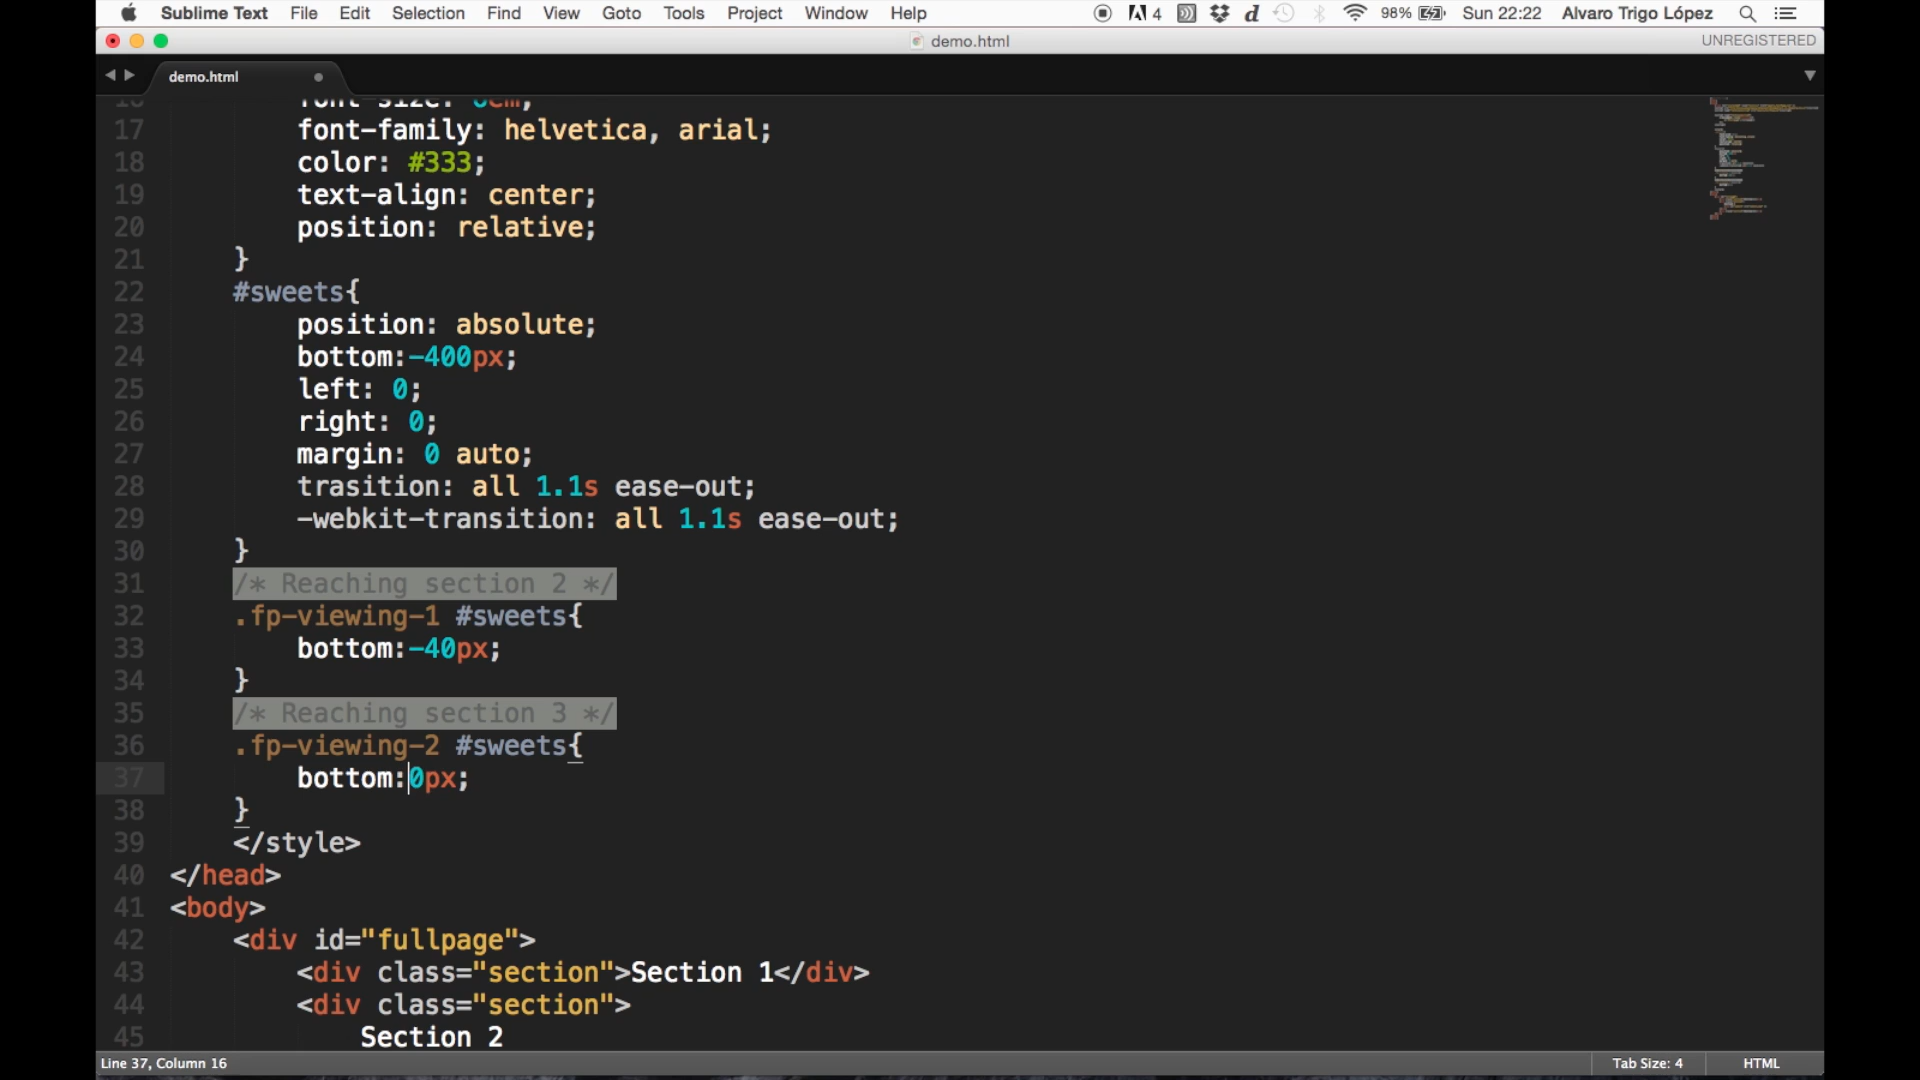 Sublime Text File Edit Selection Find View Goto Tools Project Window Help 4 98% Sun 22:22 Alvaro Trigo López
demo.html UNREGISTERED
demo.html
17 font-family: helvetica, arial;
18 color: #333;
19 text-align: center;
20 position: relative;
21 }
22 #sweets{
23 position: absolute;
24 bottom:-400px;
25 left: 0;
26 right: 0;
27 margin: 0 auto;
28 trasition: all 1.1s ease-out;
29 -webkit-transition: all 1.1s ease-out;
30 }
31 /* Reaching section 2 */
32 .fp-viewing-1 #sweets{
33 bottom:-40px;
34 }
35 /* Reaching section 3 */
36 .fp-viewing-2 #sweets{
37 bottom:0px;
38 }
39 </style>
40 </head>
41 <body>
42 <div id="fullpage">
43 <div class="section">Section 1</div>
44 <div class="section">
45 Section 2
Line 37, Column 16 Tab Size: 4 HTML